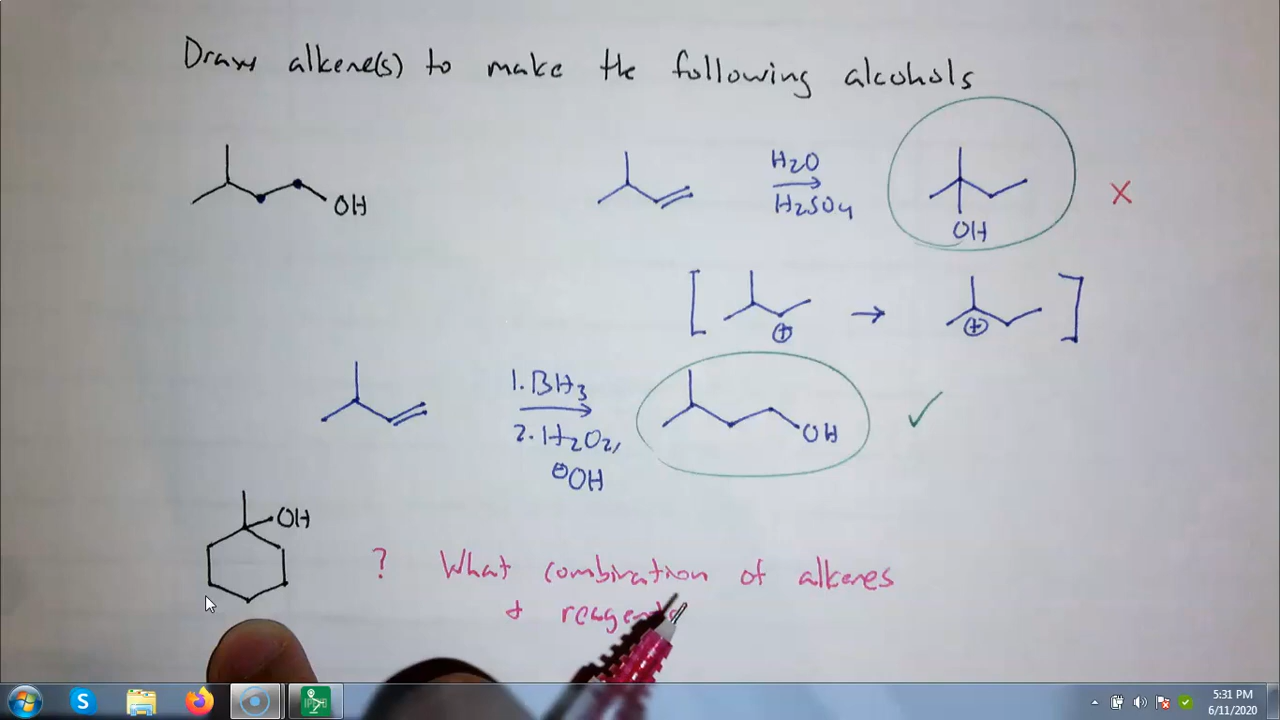 Draw alkene(s) to make the following alcohols
OH
H2O
H2SO4
OH
X
[ ⊕ → ⊕ ]
1. BH3
2. H2O2,
⊖OH
OH
✓
OH
? What combination of alkenes
+ reagents
5:31 PM
6/11/2020